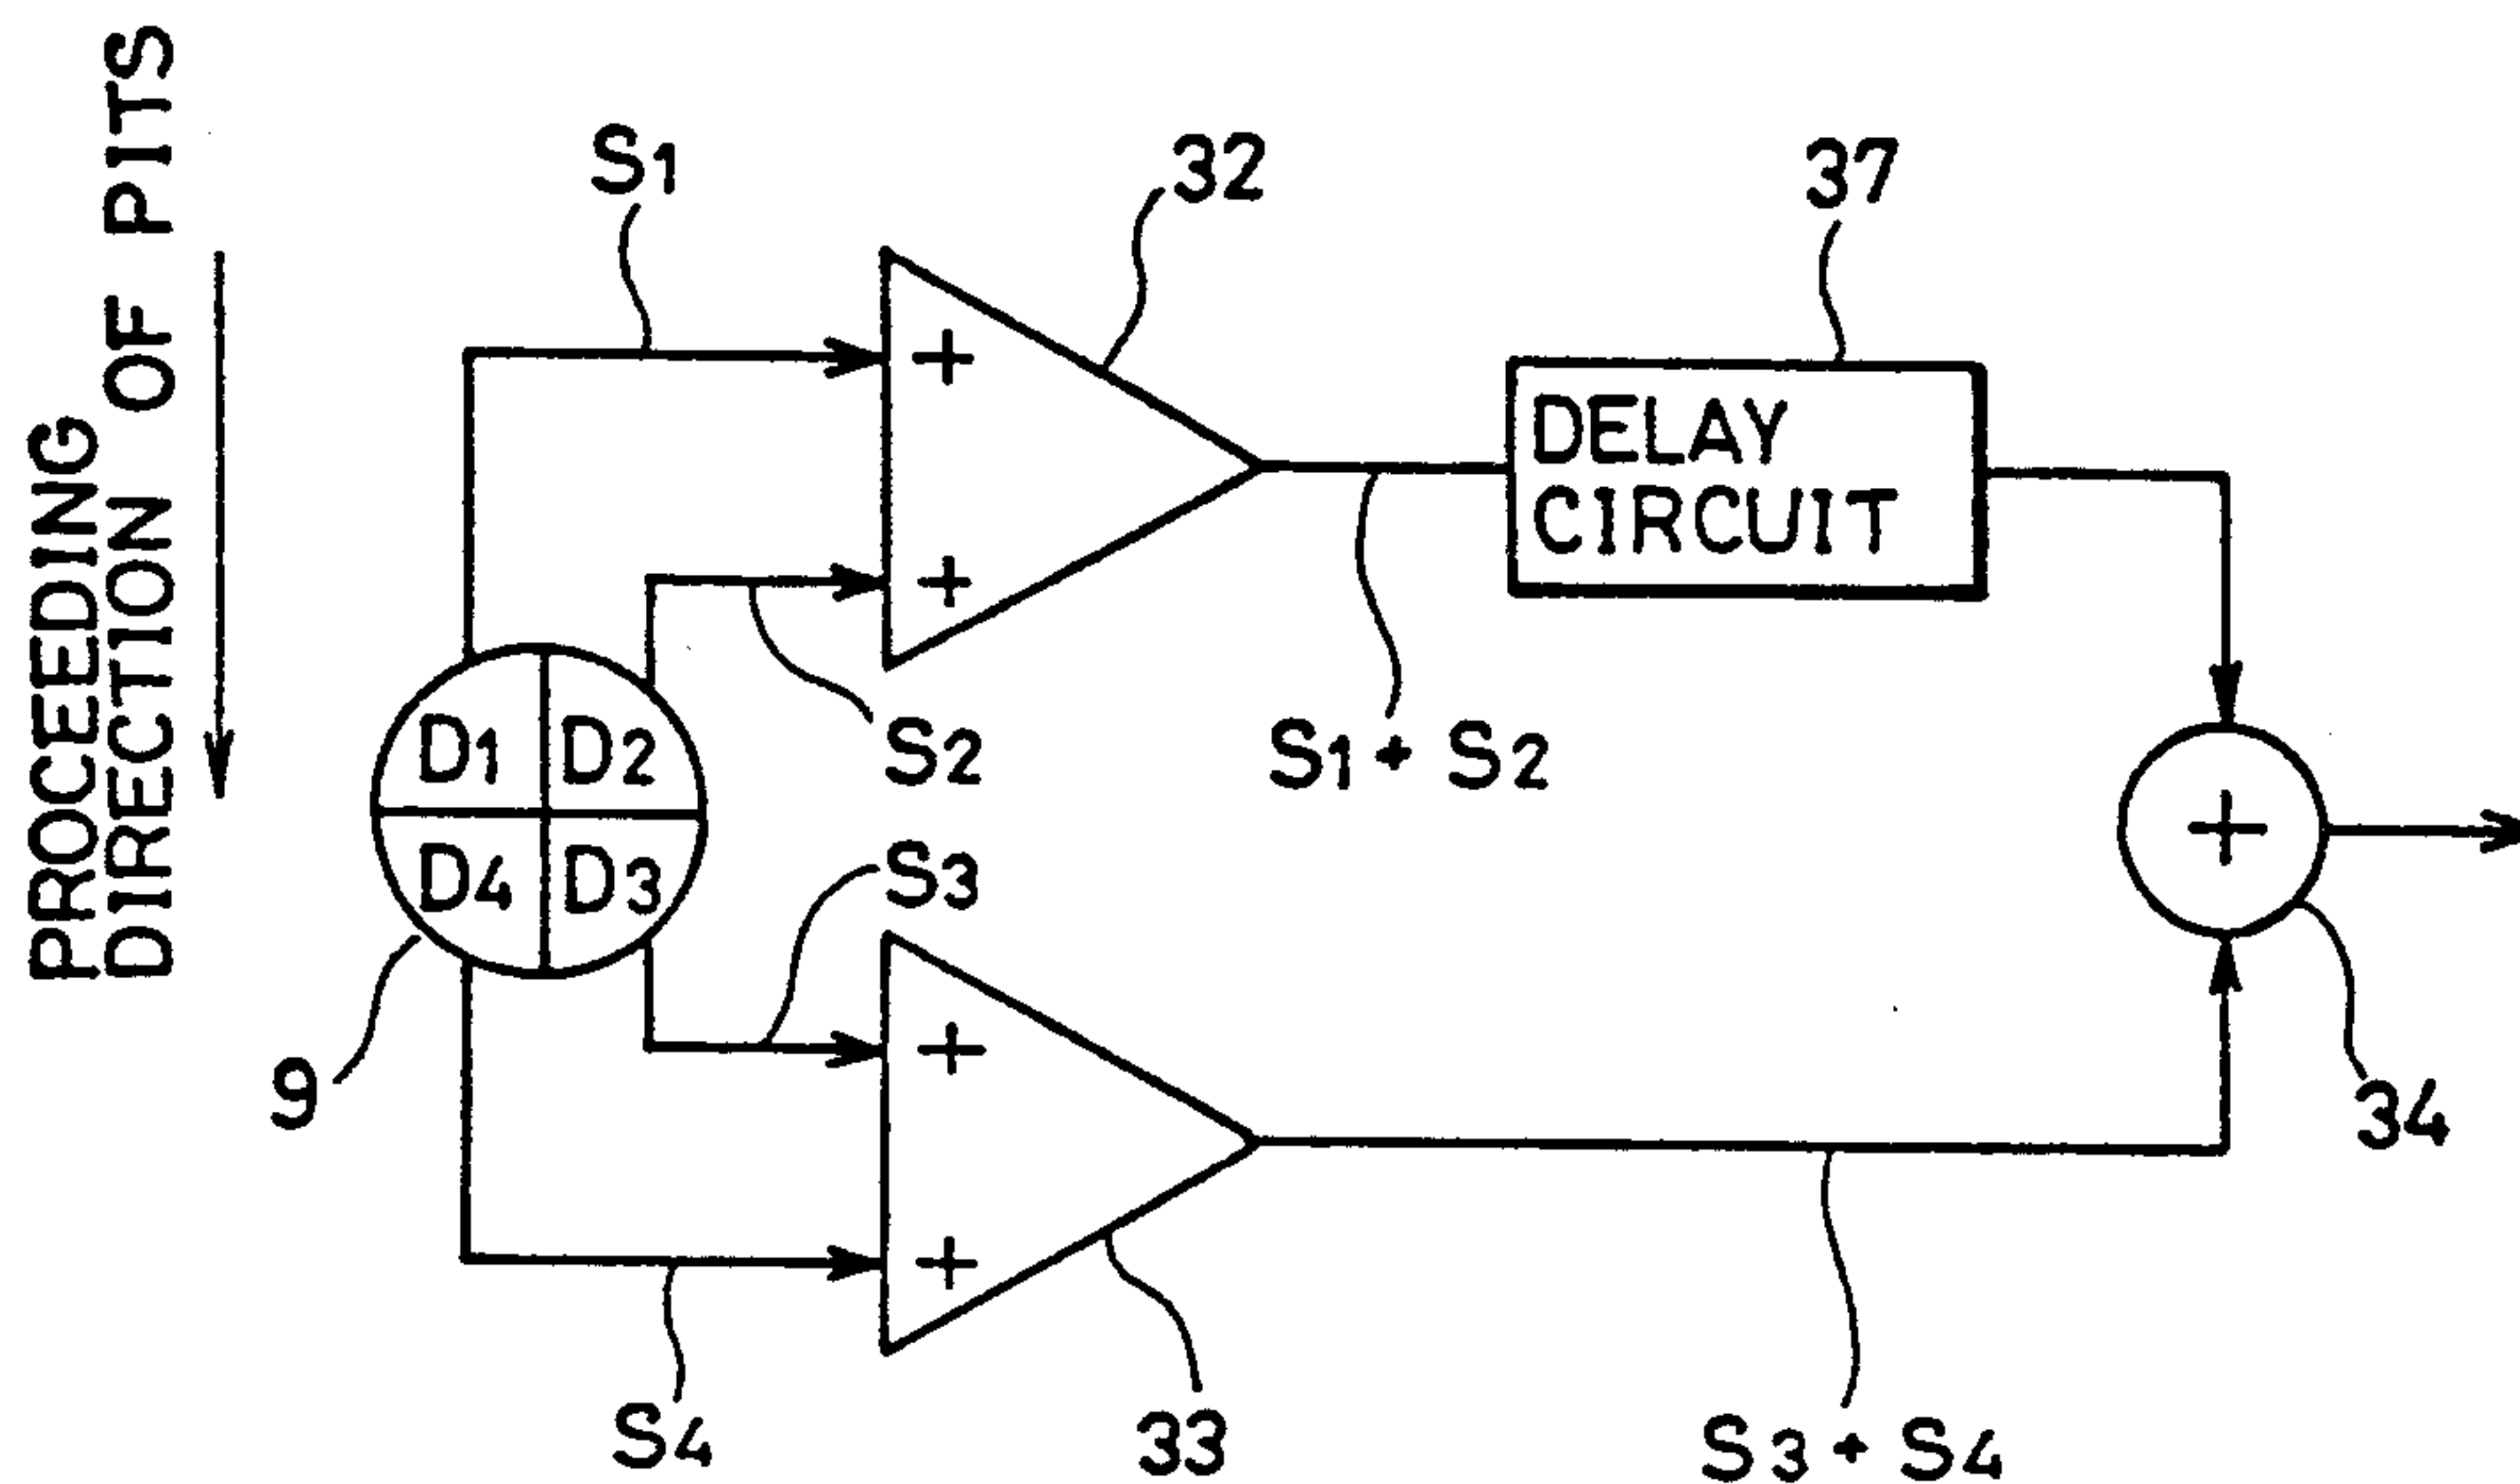 PROCEEDING
DIRECTION OF PITS
S1
32
37
+
DELAY
CIRCUIT
+
D1 D2
S2
S1 + S2
D4 D3
S3
+
+
9
34
+
S4
33
S3 + S4